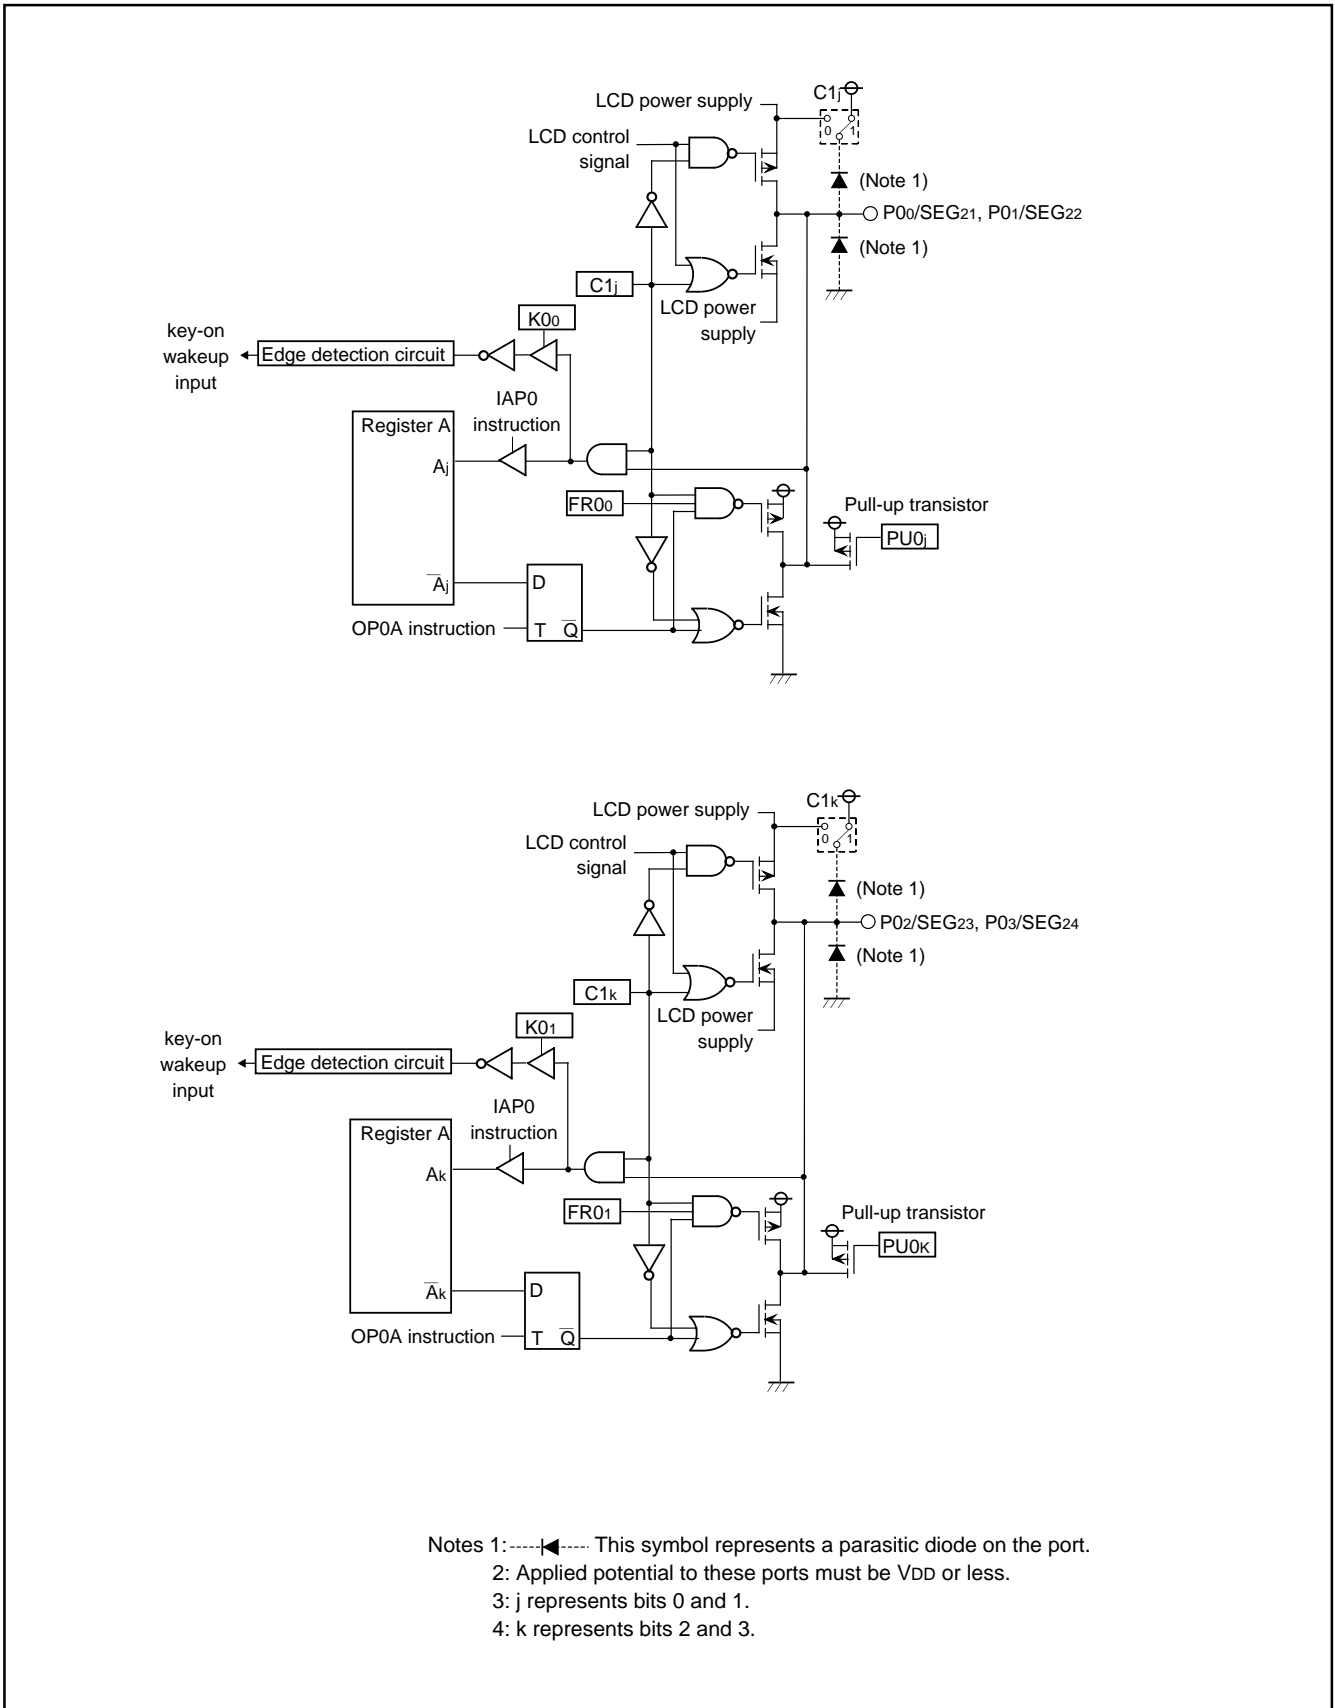 LCD power supply
C1j
0 1
LCD control
signal
(Note 1)
P00/SEG21, P01/SEG22
(Note 1)
C1j
LCD power
supply
K00
key-on
wakeup
input
Edge detection circuit
IAP0
instruction
Register A
Aj
FR00
Pull-up transistor
PU0j
A̅j
D
OP0A instruction
T Q̅
LCD power supply
C1k
0 1
LCD control
signal
(Note 1)
P02/SEG23, P03/SEG24
(Note 1)
C1k
LCD power
supply
K01
key-on
wakeup
input
Edge detection circuit
IAP0
instruction
Register A
Ak
FR01
Pull-up transistor
PU0K
A̅k
D
OP0A instruction
T Q̅
Notes 1: This symbol represents a parasitic diode on the port.
2: Applied potential to these ports must be VDD or less.
3: j represents bits 0 and 1.
4: k represents bits 2 and 3.